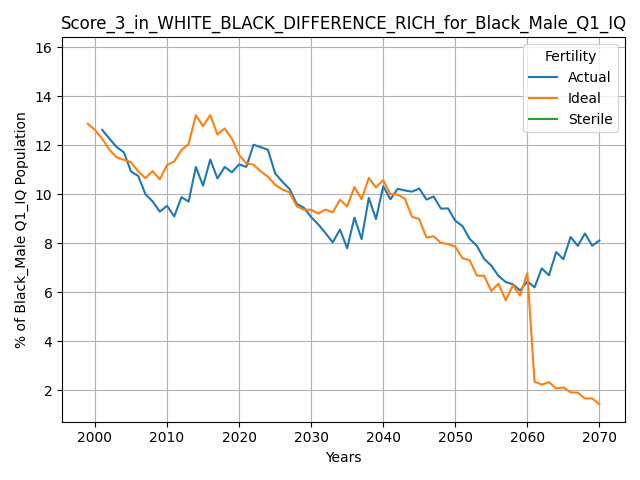 Score_3_in_WHITE_BLACK_DIFFERENCE_RICH_for_Black_Male_Q1_IQ
16
14
12
10
8
6
4
2
% of Black_Male Q1_IQ Population
Fertility
Actual
Ideal
Sterile
2000 2010 2020 2030 2040 2050 2060 2070
Years